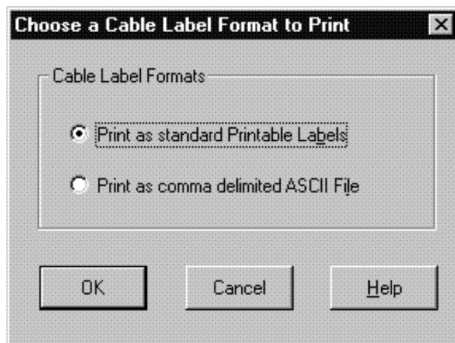 Choose a Cable Label Format to Print
Cable Label Formats
Print as standard Printable Labels
Print as comma delimited ASCII File
OK Cancel Help